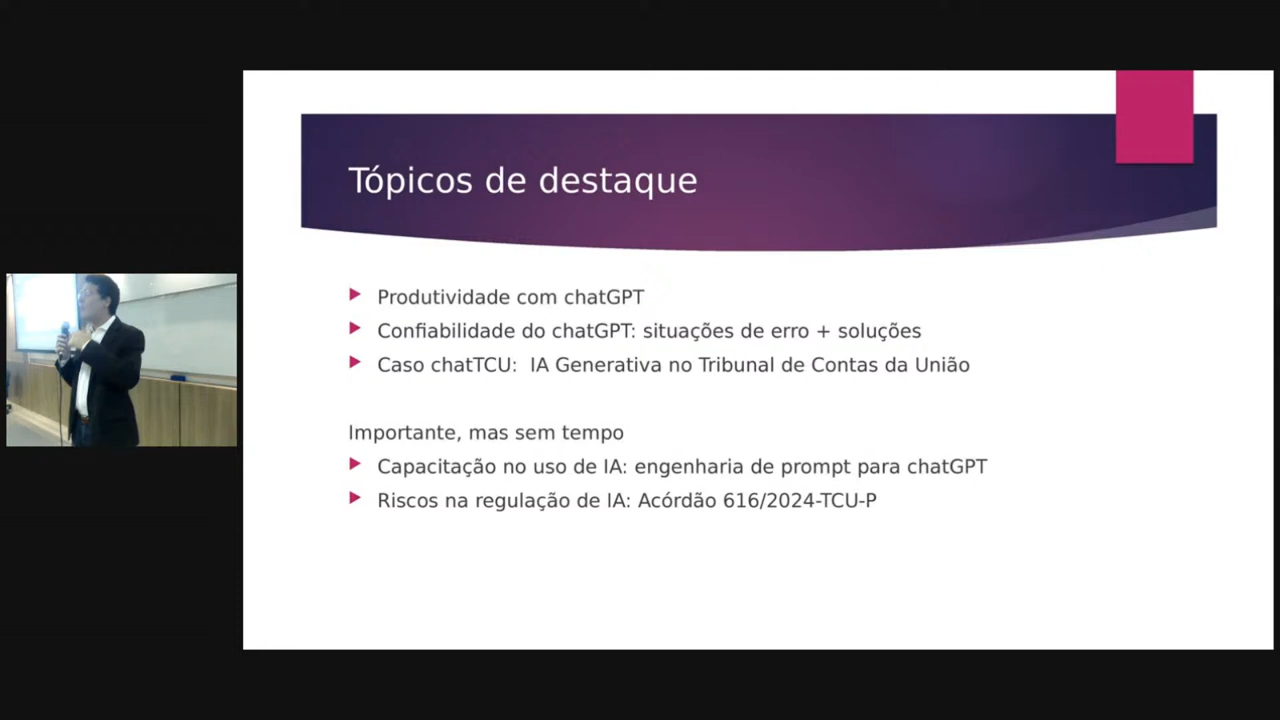 Tópicos de destaque
Produtividade com chatGPT
Confiabilidade do chatGPT: situações de erro + soluções
Caso chatTCU: IA Generativa no Tribunal de Contas da União
Importante, mas sem tempo
Capacitação no uso de IA: engenharia de prompt para chatGPT
Riscos na regulação de IA: Acórdão 616/2024-TCU-P